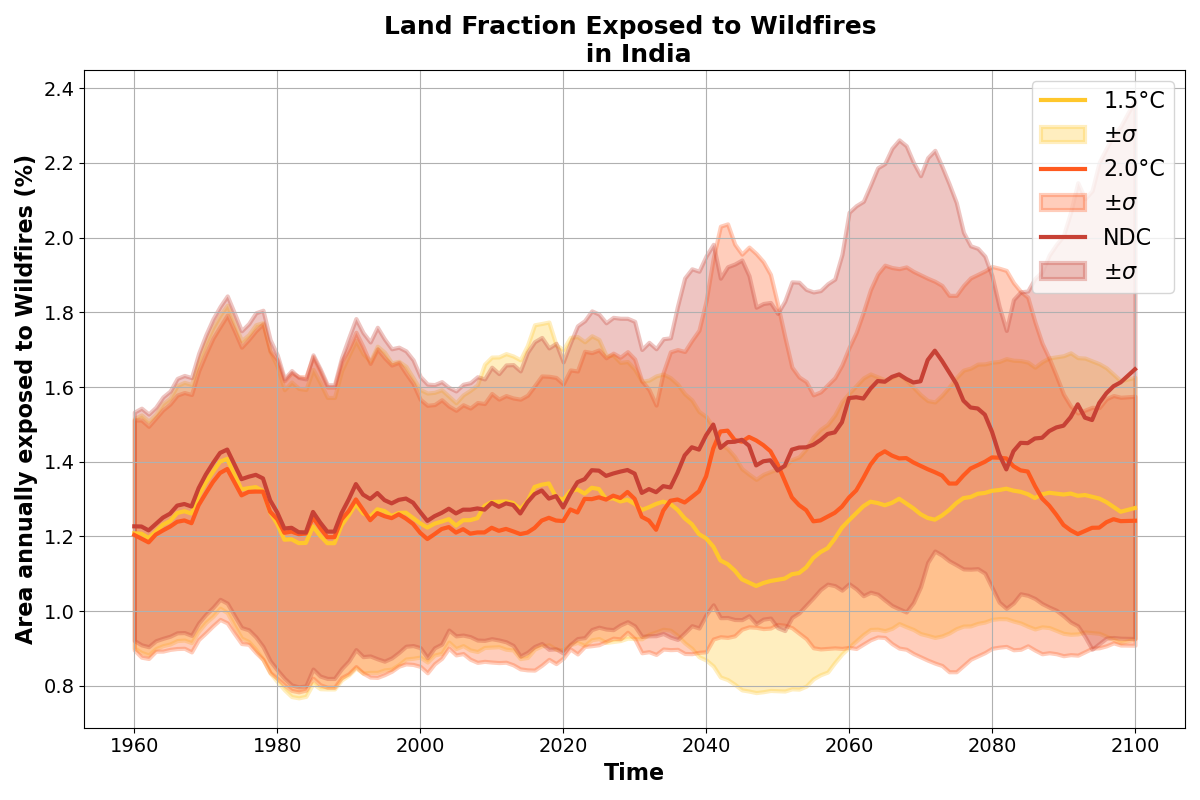 Land Fraction Exposed to Wildfires
in India
Area annually exposed to Wildfires (%)
2.4
2.2
2.0
1.8
1.6
1.4
1.2
1.0
0.8
1.5°C
±σ
2.0°C
±σ
NDC
±σ
1960
1980
2000
2020
2040
2060
2080
2100
Time